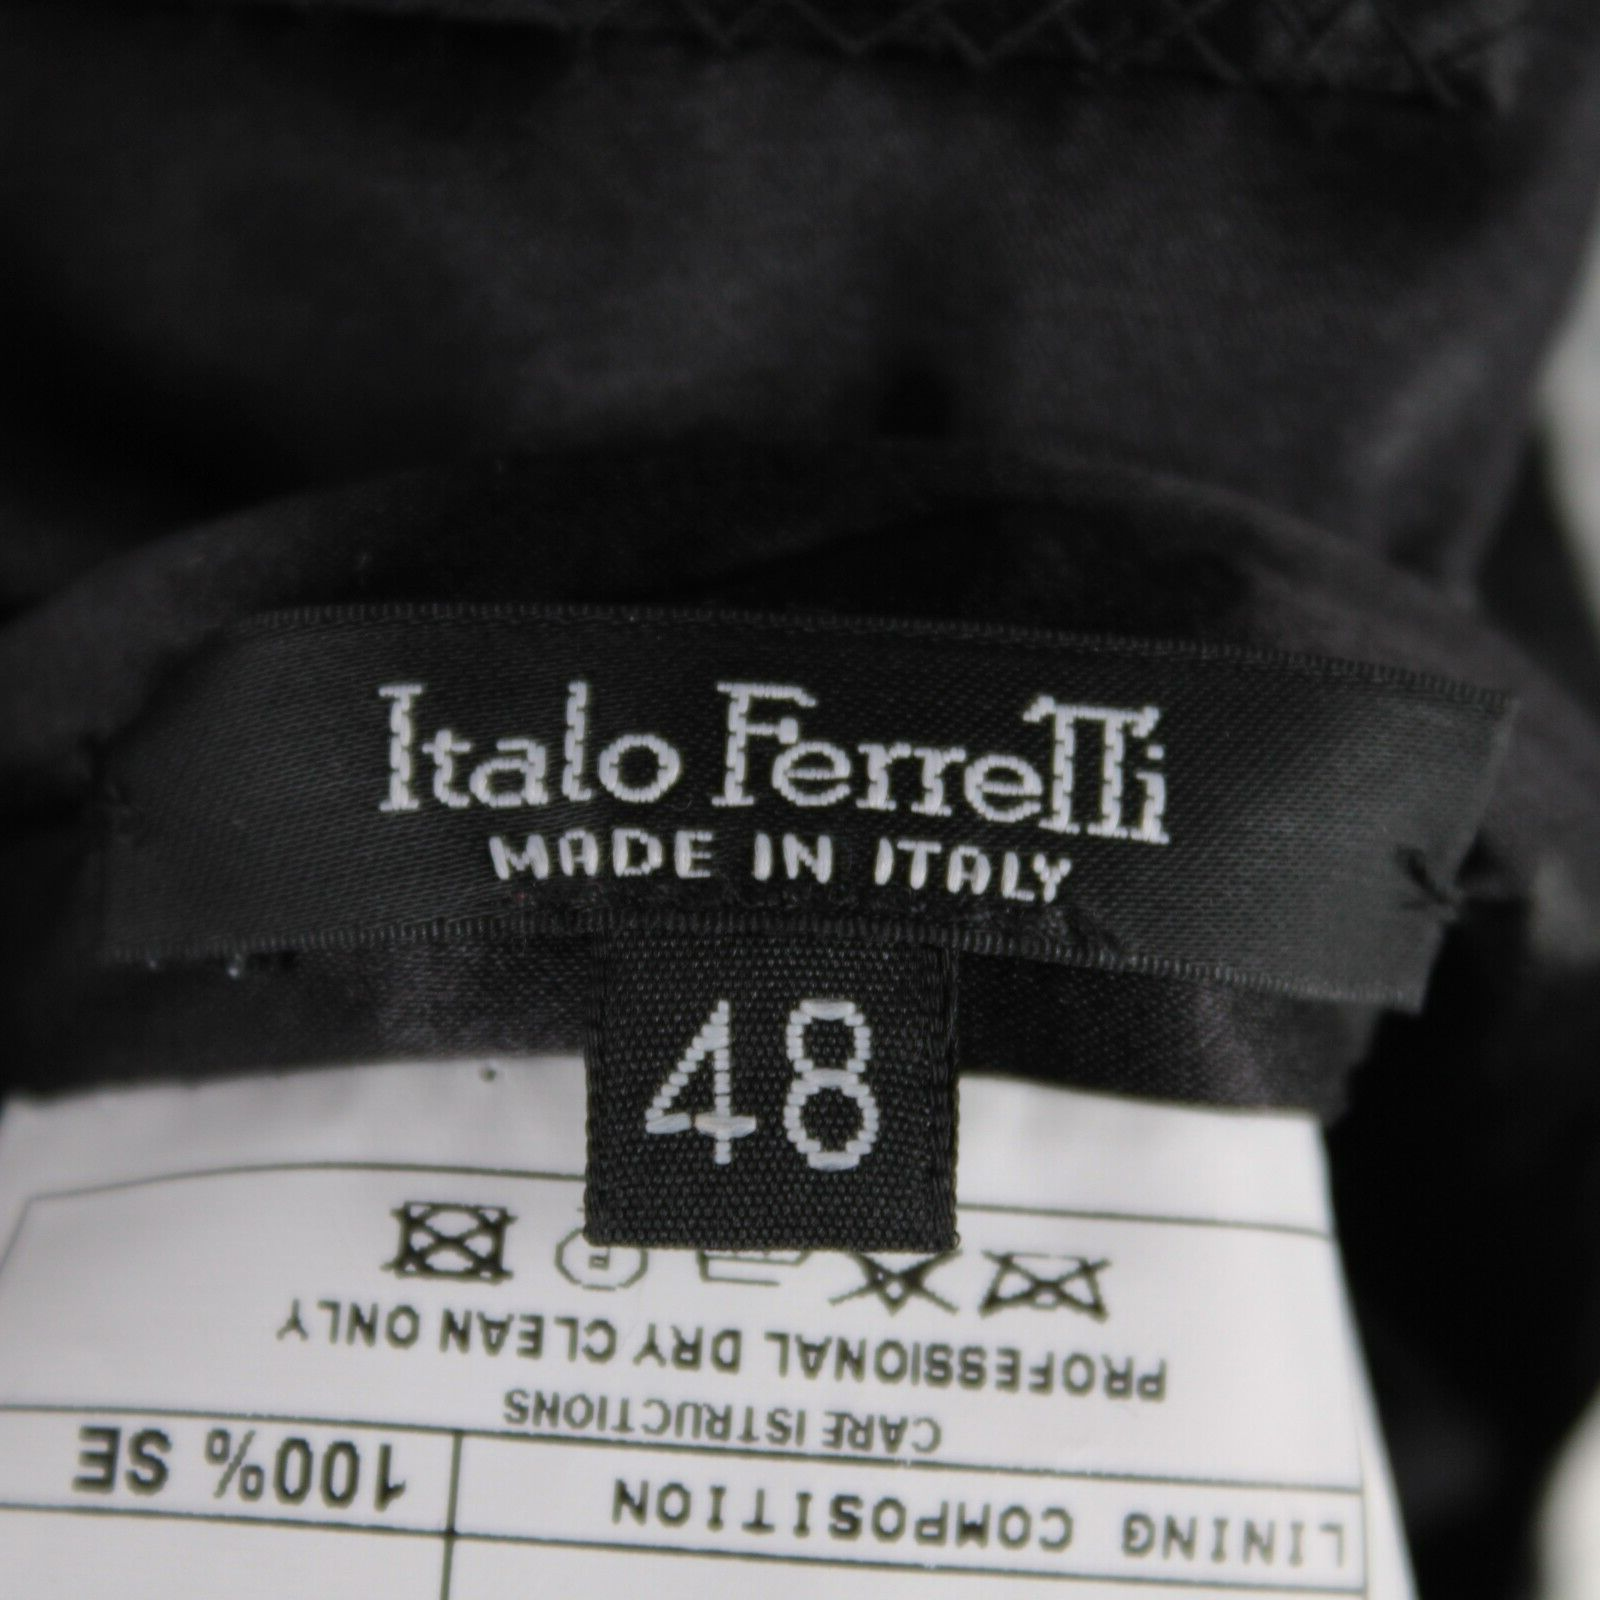 Italo Ferretti
MADE IN ITALY
48
LINING COMPOSITION 100% SE
CARE ISTRUCTIONS
PROFESSIONAL DRY CLEAN ONLY